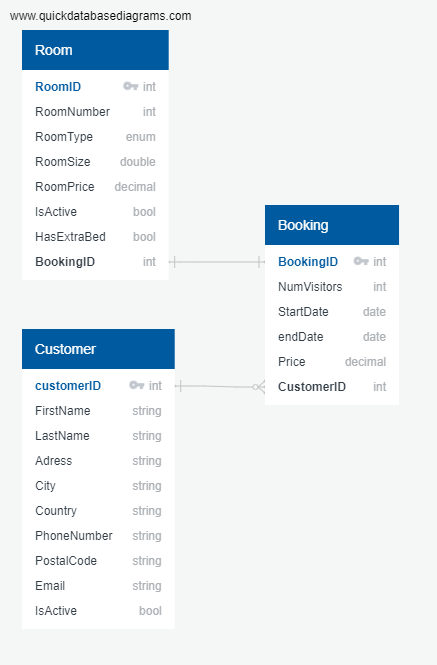 www.quickdatabasediagrams.com
Room
RoomID int
RoomNumber int
RoomType enum
RoomSize double
RoomPrice decimal
IsActive bool
HasExtraBed bool
BookingID int
Booking
BookingID int
NumVisitors int
StartDate date
endDate date
Price decimal
CustomerID int
Customer
customerID int
FirstName string
LastName string
Adress string
City string
Country string
PhoneNumber string
PostalCode string
Email string
IsActive bool